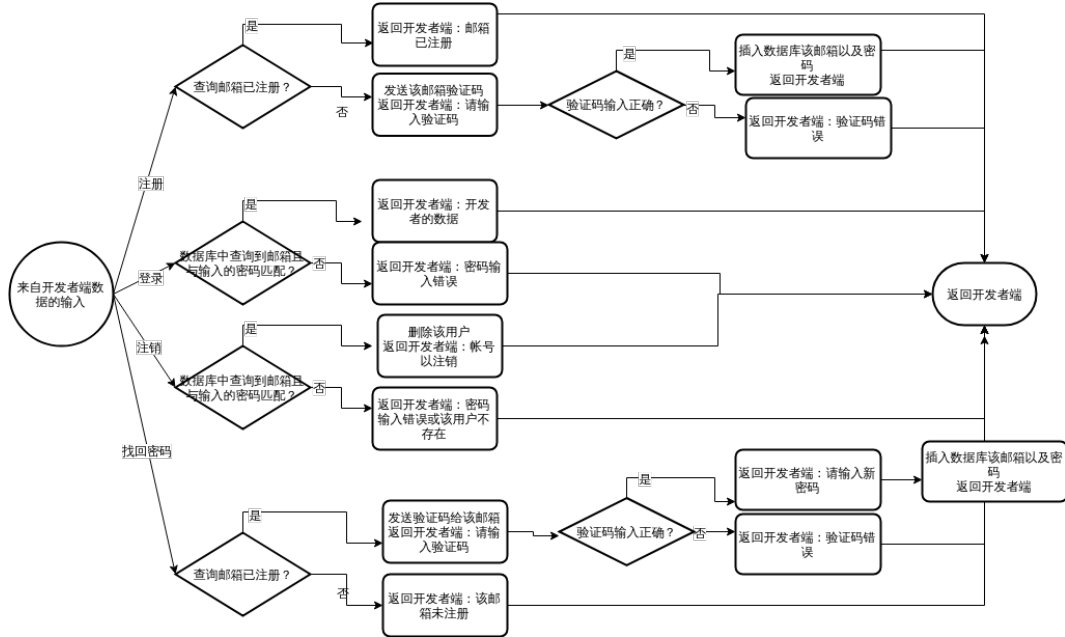 是
返回开发者端：邮箱
已注册
查询邮箱已注册？
否
发送该邮箱验证码
返回开发者端：请输
入验证码
是
验证码输入正确？
否
插入数据库该邮箱以及密
码
返回开发者端
返回开发者端：验证码错
误
注册
是
返回开发者端：开发
者的数据
数据库中查询到邮箱且
与输入的密码匹配？
否
返回开发者端：密码
输入错误
登录
来自开发者端数
据的输入
返回开发者端
注销
是
删除该用户
返回开发者端：帐号
以注销
数据库中查询到邮箱且
与输入的密码匹配？
否
返回开发者端：密码
输入错误或该用户不
存在
找回密码
是
发送验证码给该邮箱
返回开发者端：请输
入验证码
查询邮箱已注册？
否
返回开发者端：该邮
箱未注册
是
验证码输入正确？
否
返回开发者端：请输入新
密码
返回开发者端：验证码错
误
插入数据库该邮箱以及密
码
返回开发者端